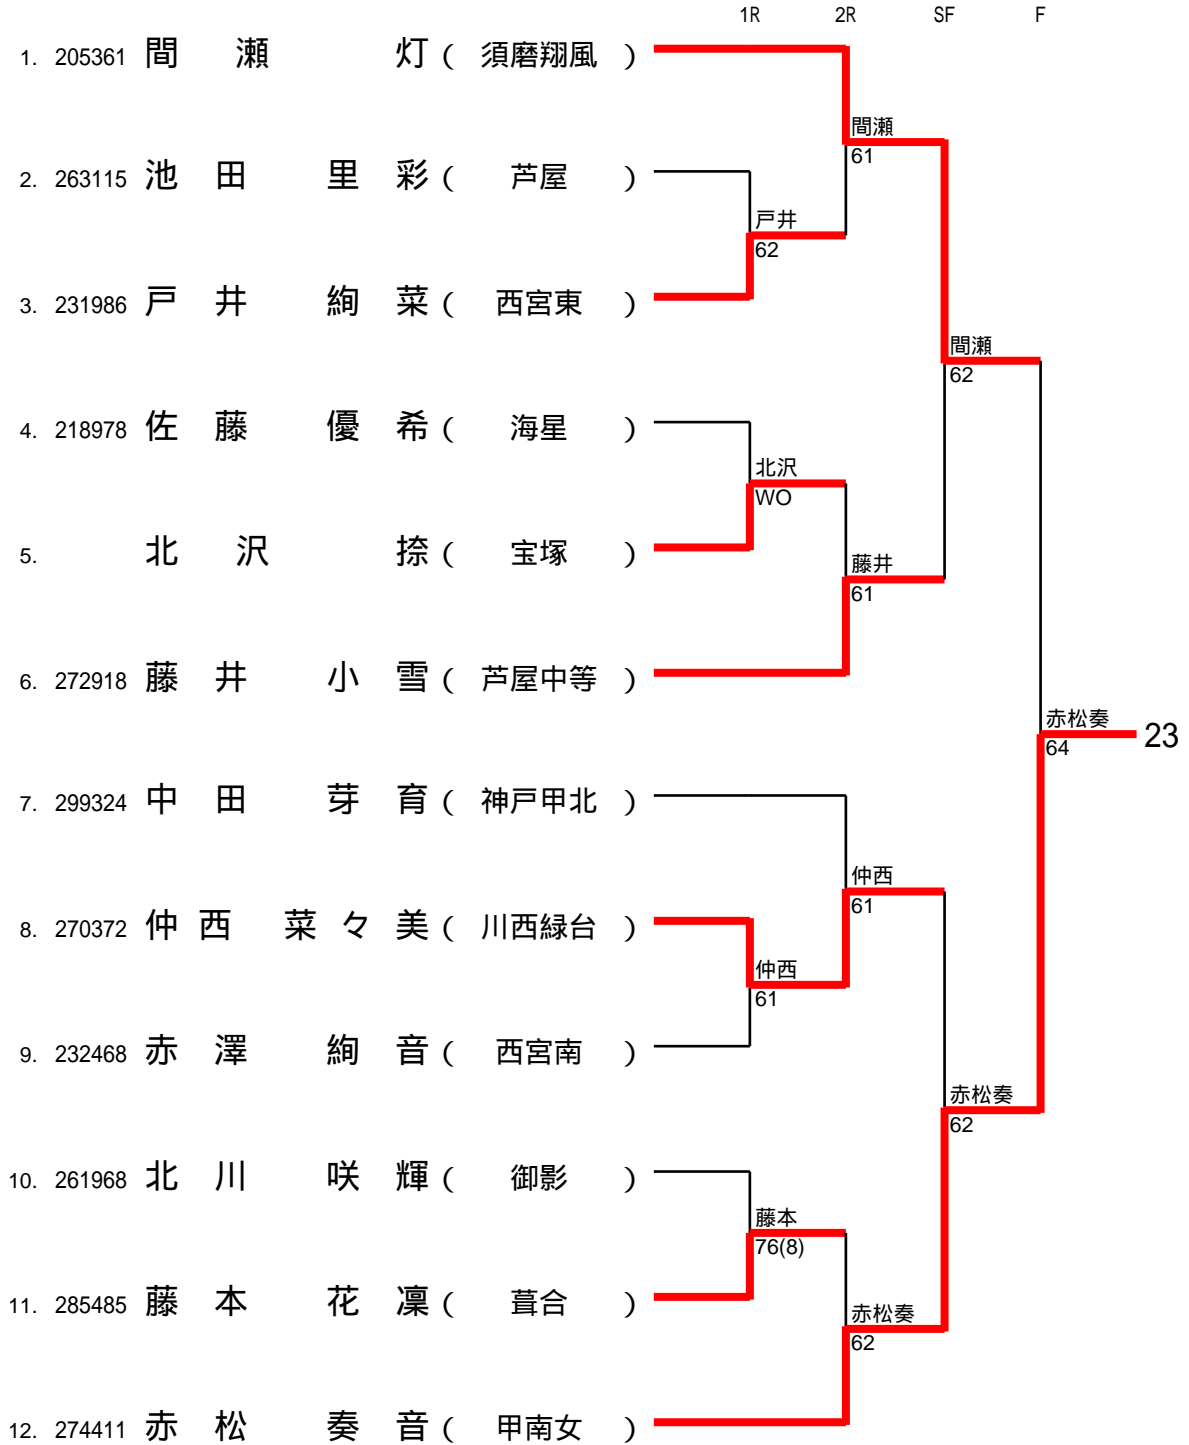 1R 2R SF F
1. 205361 間瀬 灯 ( 須磨翔風 )
間瀬
61
2. 263115 池田 里彩 ( 芦屋 )
戸井
62
3. 231986 戸井 絢菜 ( 西宮東 )
間瀬
62
4. 218978 佐藤 優希 ( 海星 )
北沢
WO
5. 北沢 捺 ( 宝塚 )
藤井
61
6. 272918 藤井 小雪 ( 芦屋中等 )
赤松奏
64
23
7. 299324 中田 芽育 ( 神戸甲北 )
仲西
61
8. 270372 仲西 菜々美 ( 川西緑台 )
仲西
61
9. 232468 赤澤 絢音 ( 西宮南 )
赤松奏
62
10. 261968 北川 咲輝 ( 御影 )
藤本
76(8)
11. 285485 藤本 花凜 ( 葺合 )
赤松奏
62
12. 274411 赤松 奏音 ( 甲南女 )